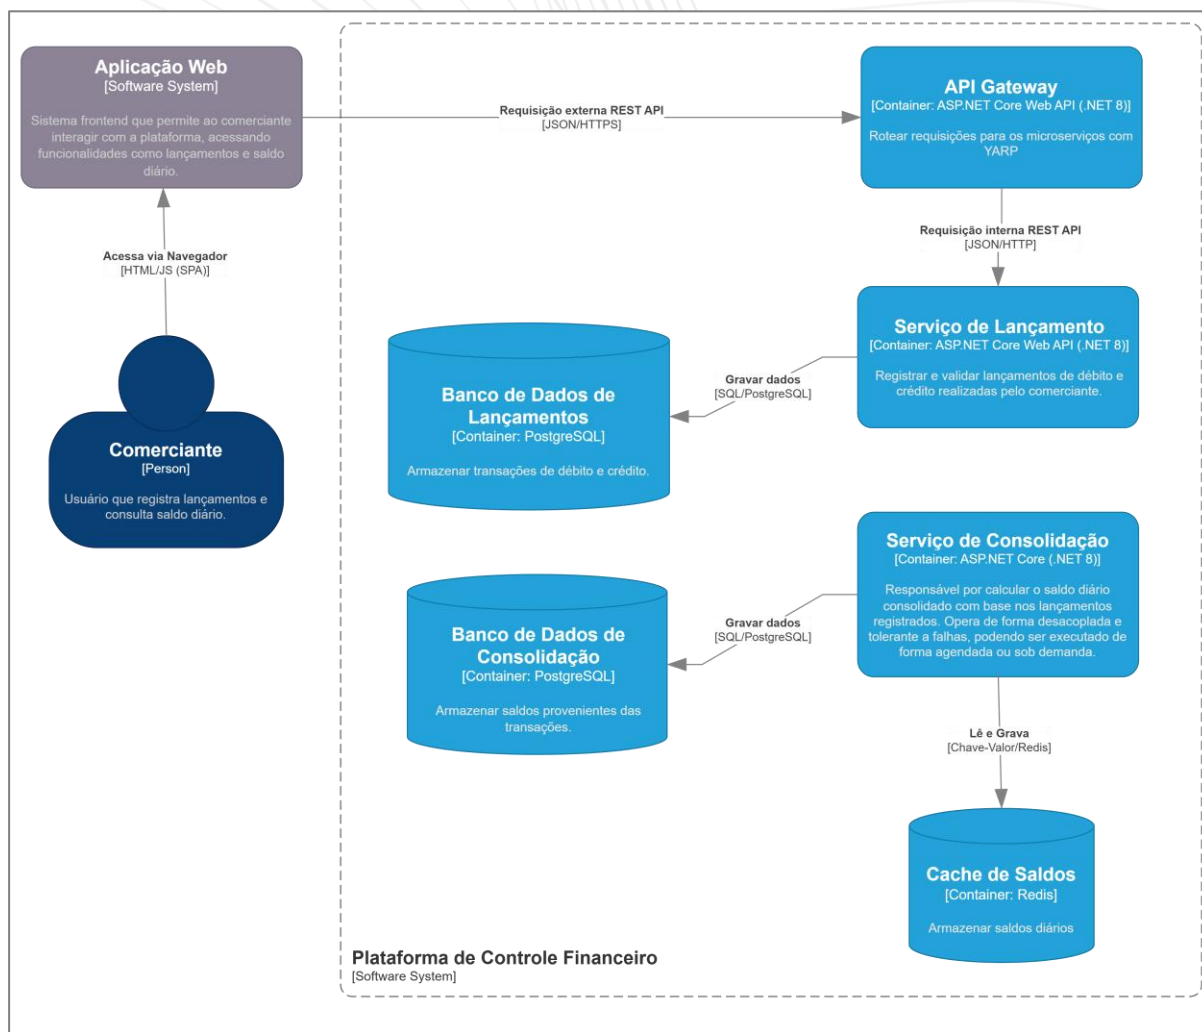 Aplicação Web
[Software System]
Sistema frontend que permite ao comerciante
interagir com a plataforma, acessando
funcionalidades como lançamentos e saldo
diário.
Requisição externa REST API
[JSON/HTTPS]
API Gateway
[Container: ASP.NET Core Web API (.NET 8)]
Rotear requisições para os microserviços com
YARP
Acessa via Navegador
[HTML/JS (SPA)]
Requisição interna REST API
[JSON/HTTP]
Comerciante
[Person]
Usuário que registra lançamentos e
consulta saldo diário.
Serviço de Lançamento
[Container: ASP.NET Core Web API (.NET 8)]
Registrar e validar lançamentos de débito e
crédito realizadas pelo comerciante.
Gravar dados
[SQL/PostgreSQL]
Banco de Dados de
Lançamentos
[Container: PostgreSQL]
Armazenar transações de débito e crédito.
Serviço de Consolidação
[Container: ASP.NET Core (.NET 8)]
Responsável por calcular o saldo diário
consolidado com base nos lançamentos
registrados. Opera de forma desacoplada e
tolerante a falhas, podendo ser executado de
forma agendada ou sob demanda.
Gravar dados
[SQL/PostgreSQL]
Banco de Dados de
Consolidação
[Container: PostgreSQL]
Armazenar saldos provenientes das
transações.
Lê e Grava
[Chave-Valor/Redis]
Cache de Saldos
[Container: Redis]
Armazenar saldos diários
Plataforma de Controle Financeiro
[Software System]